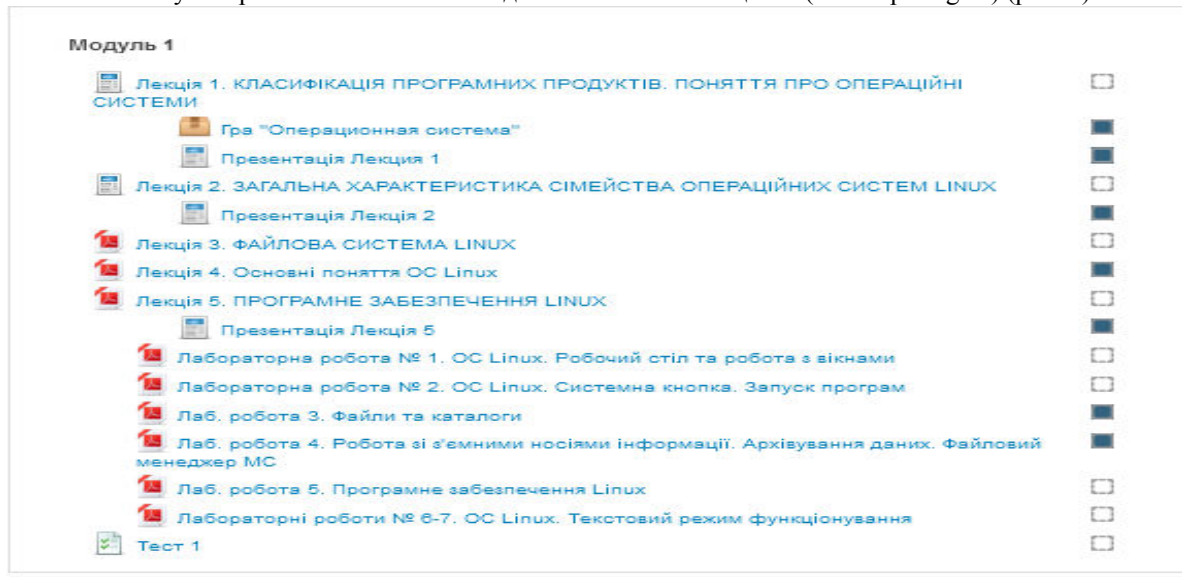 Модуль 1
Лекція 1. КЛАСИФІКАЦІЯ ПРОГРАМНИХ ПРОДУКТІВ. ПОНЯТТЯ ПРО ОПЕРАЦІЙНІ
СИСТЕМИ
Гра "Операционная система"
Презентація Лекция 1
Лекція 2. ЗАГАЛЬНА ХАРАКТЕРИСТИКА СІМЕЙСТВА ОПЕРАЦІЙНИХ СИСТЕМ LINUX
Презентація Лекція 2
Лекція 3. ФАЙЛОВА СИСТЕМА LINUX
Лекція 4. Основні поняття ОС Linux
Лекція 5. ПРОГРАМНЕ ЗАБЕЗПЕЧЕННЯ LINUX
Презентація Лекція 5
Лабораторна робота № 1. ОС Linux. Робочий стіл та робота з вікнами
Лабораторна робота № 2. ОС Linux. Системна кнопка. Запуск програм
Лаб. робота 3. Файли та каталоги
Лаб. робота 4. Робота зі з'ємними носіями інформації. Архівування даних. Файловий
менеджер MC
Лаб. робота 5. Програмне забезпечення Linux
Лабораторні роботи № 6-7. ОС Linux. Текстовий режим функціонування
Тест 1